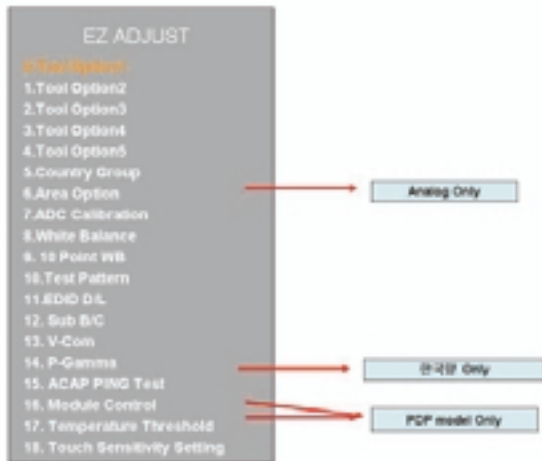 EZ ADJUST
0.Tool Option1
1.Tool Option2
2.Tool Option3
3.Tool Option4
4.Tool Option5
5.Country Group
6.Area Option
Analog Only
7.ADC Calibration
8.White Balance
9. 10 Point WB
10.Test Pattern
11.EDID D/L
12. Sub B/C
13. V-Com
14. P-Gamma
한국향 Only
15. ACAP PING Test
16. Module Control
17. Temperature Threshold
PDP model Only
18. Touch Sensitivity Setting